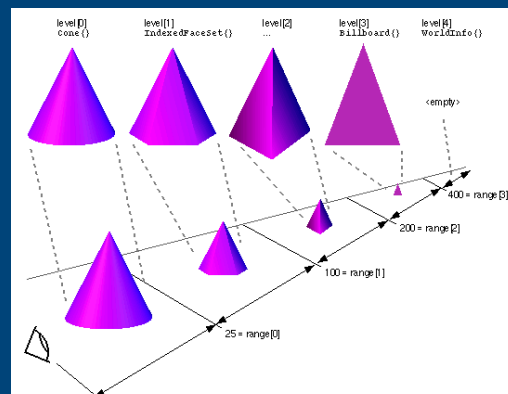 level[0] level[1] level[2] level[3] level[4]
Cone{} IndexedFaceSet{} ... Billboard{} WorldInfo{}
<empty>
400 = range[3]
200 = range[2]
100 = range[1]
25 = range[0]